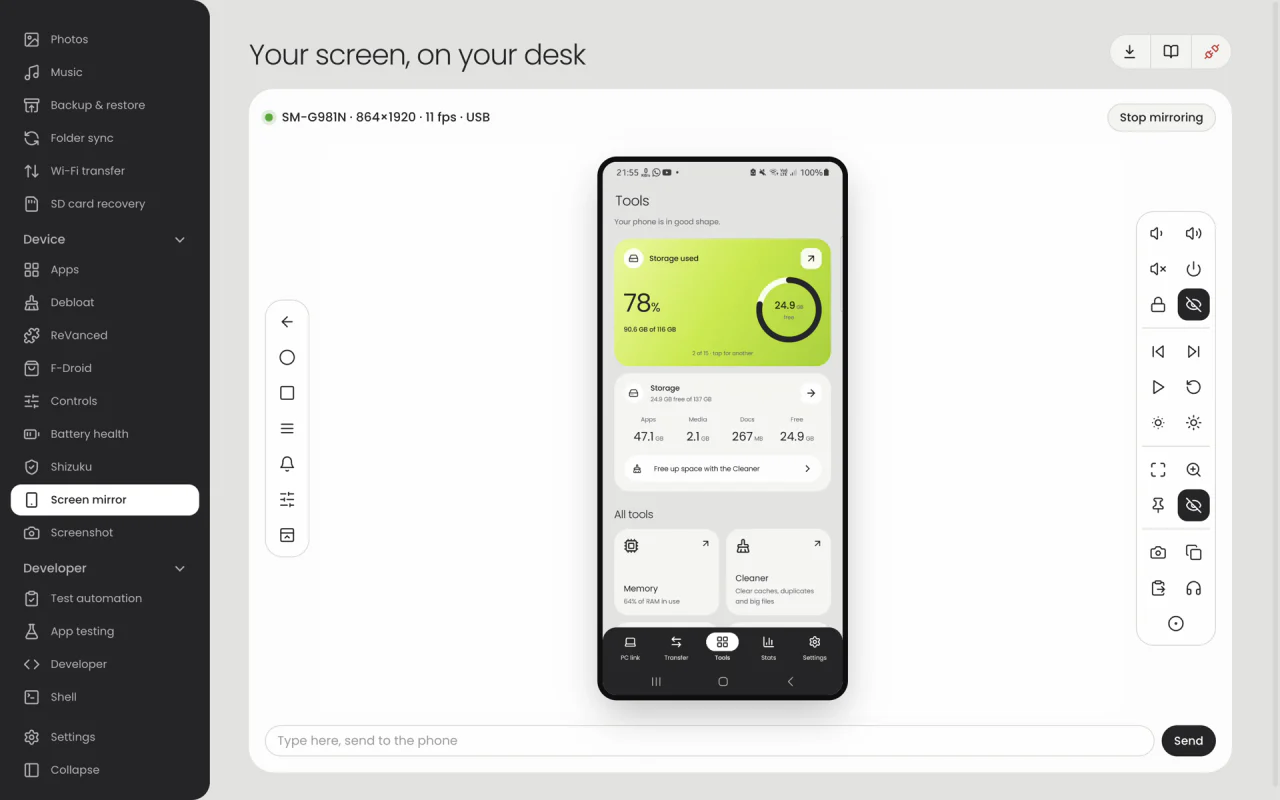 Photos
Music
Backup & restore
Folder sync
Wi-Fi transfer
SD card recovery
Device
Apps
Debloat
ReVanced
F-Droid
Controls
Battery health
Shizuku
Screen mirror
Screenshot
Developer
Test automation
App testing
Developer
Shell
Settings
Collapse
Your screen, on your desk
SM-G981N · 864×1920 · 11 fps · USB
Stop mirroring
21:55
100%
Tools
Your phone is in good shape.
Storage used
78%
90.6 GB of 116 GB
24.9 GB
free
2 of 15 · tap for another
Storage
24.9 GB free of 137 GB
Apps Media Docs Free
47.1 GB 2.1 GB 267 MB 24.9 GB
Free up space with the Cleaner
All tools
Memory
64% of RAM in use
Cleaner
Clear caches, duplicates
and big files
PC link Transfer Tools Stats Settings
Type here, send to the phone
Send